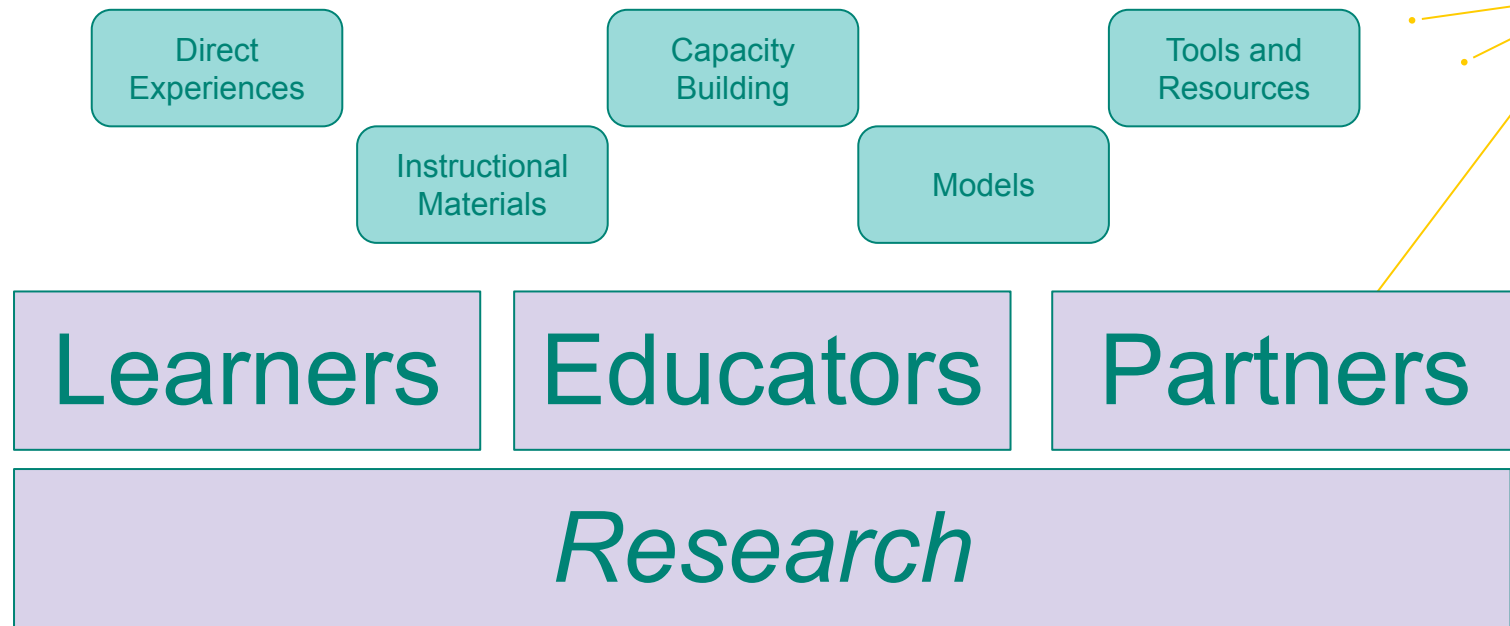 Direct
Experiences
Capacity
Building
Tools and
Resources
Instructional
Materials
Models
Learners
Educators
Partners
Research